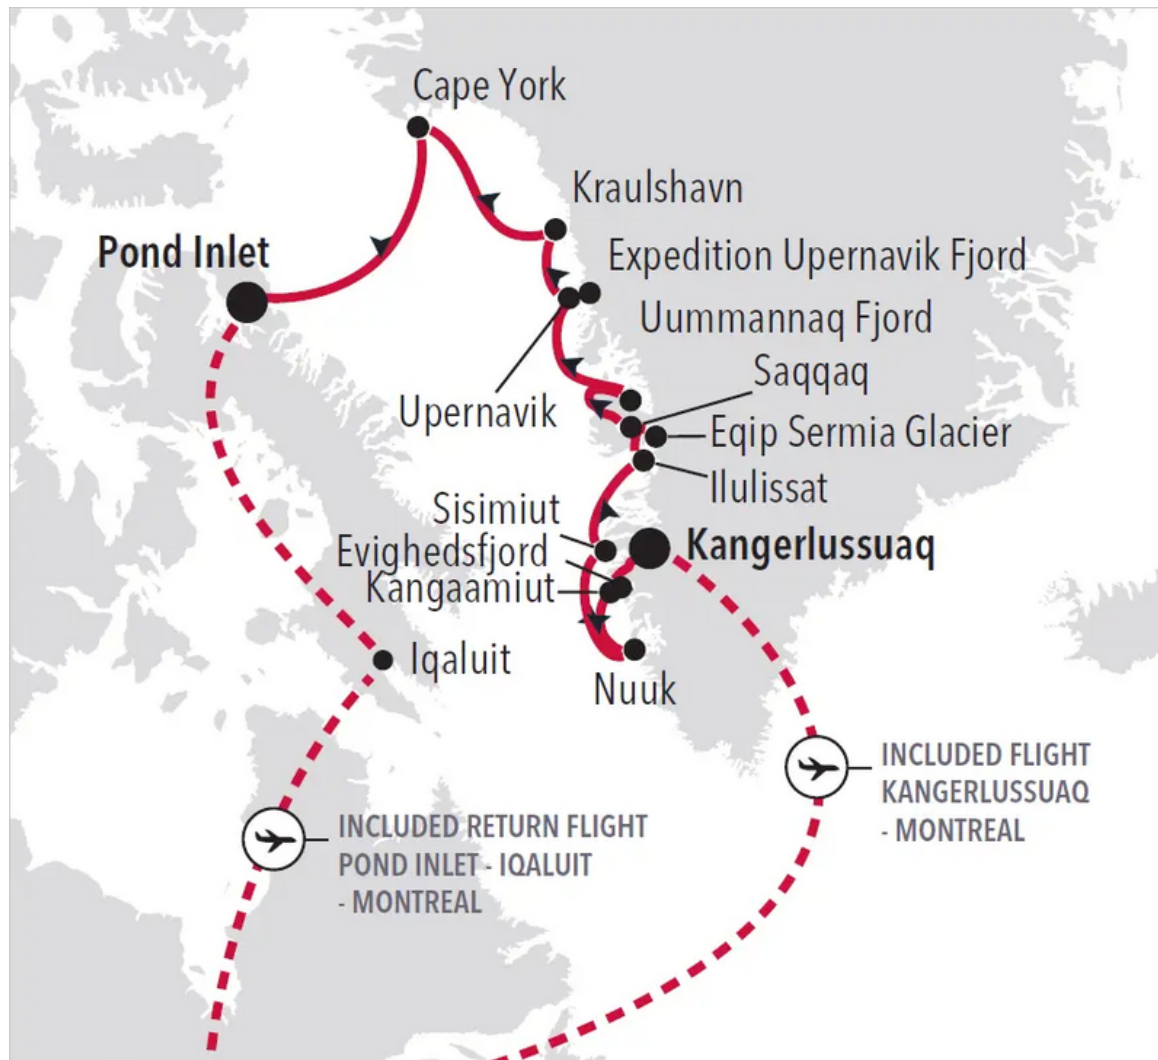 Cape York
Kraulshavn
Pond Inlet
Expedition Upernavik Fjord
Uummannaq Fjord
Saqqaq
Upernavik
Eqip Sermia Glacier
Ilulissat
Sisimiut
Evighedsfjord
Kangerlussuaq
Kangaamiut
Iqaluit
Nuuk
INCLUDED FLIGHT
KANGERLUSSUAQ
- MONTREAL
INCLUDED RETURN FLIGHT
POND INLET - IQALUIT
- MONTREAL